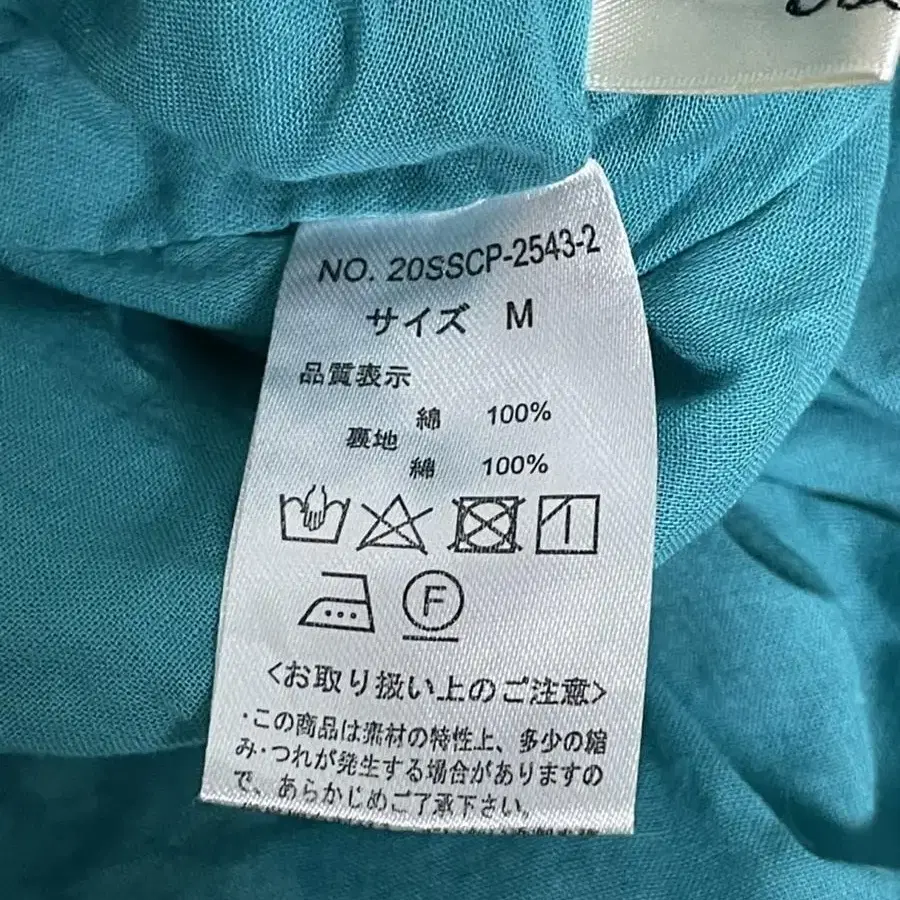 NO. 20SSCP-2543-2
サイズ M
品質表示
綿 100%
裏地
綿 100%
F
<お取り扱い上のご注意>
・この商品は素材の特性上、多少の縮
み・つれが発生する場合がありますの
で、あらかじめご了承下さい。